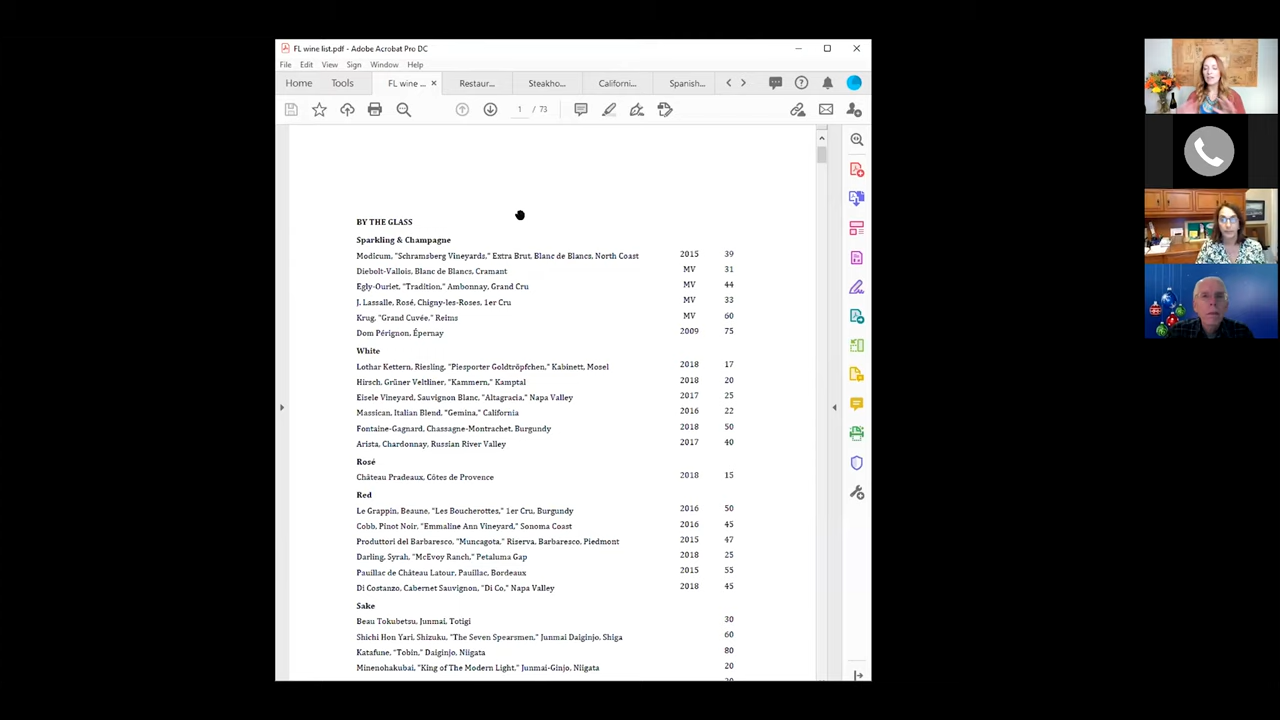 FL wine list.pdf - Adobe Acrobat Pro DC
File Edit View Sign Window Help
Home Tools FL wine ... Restaur... Steakho... Californi... Spanish...
1 / 73
BY THE GLASS
Sparkling & Champagne
Modicum, "Schramsberg Vineyards," Extra Brut, Blanc de Blancs, North Coast 2015 39
Diebolt-Vallois, Blanc de Blancs, Cramant MV 31
Egly-Ouriet, "Tradition," Ambonnay, Grand Cru MV 44
J. Lassalle, Rosé, Chigny-les-Roses, 1er Cru MV 33
Krug, "Grand Cuvée," Reims MV 60
Dom Pérignon, Épernay 2009 75
White
Lothar Kettern, Riesling, "Piesporter Goldtröpfchen," Kabinett, Mosel 2018 17
Hirsch, Grüner Veltliner, "Kammern," Kamptal 2018 20
Eisele Vineyard, Sauvignon Blanc, "Altagracia," Napa Valley 2017 25
Massican, Italian Blend, "Gemina," California 2016 22
Fontaine-Gagnard, Chassagne-Montrachet, Burgundy 2018 50
Arista, Chardonnay, Russian River Valley 2017 40
Rosé
Château Pradeaux, Côtes de Provence 2018 15
Red
Le Grappin, Beaune, "Les Boucherottes," 1er Cru, Burgundy 2016 50
Cobb, Pinot Noir, "Emmaline Ann Vineyard," Sonoma Coast 2016 45
Produttori del Barbaresco, "Muncagota," Riserva, Barbaresco, Piedmont 2015 47
Darling, Syrah, "McEvoy Ranch," Petaluma Gap 2018 25
Pauillac de Château Latour, Pauillac, Bordeaux 2015 55
Di Costanzo, Cabernet Sauvignon, "Di Co," Napa Valley 2018 45
Sake
Beau Tokubetsu, Junmai, Totigi 30
Shichi Hon Yari, Shizuku, "The Seven Spearsmen," Junmai Daiginjo, Shiga 60
Katafune, "Tobin," Daiginjo, Niigata 80
Minenohakubai, "King of The Modern Light," Junmai-Ginjo, Niigata 20